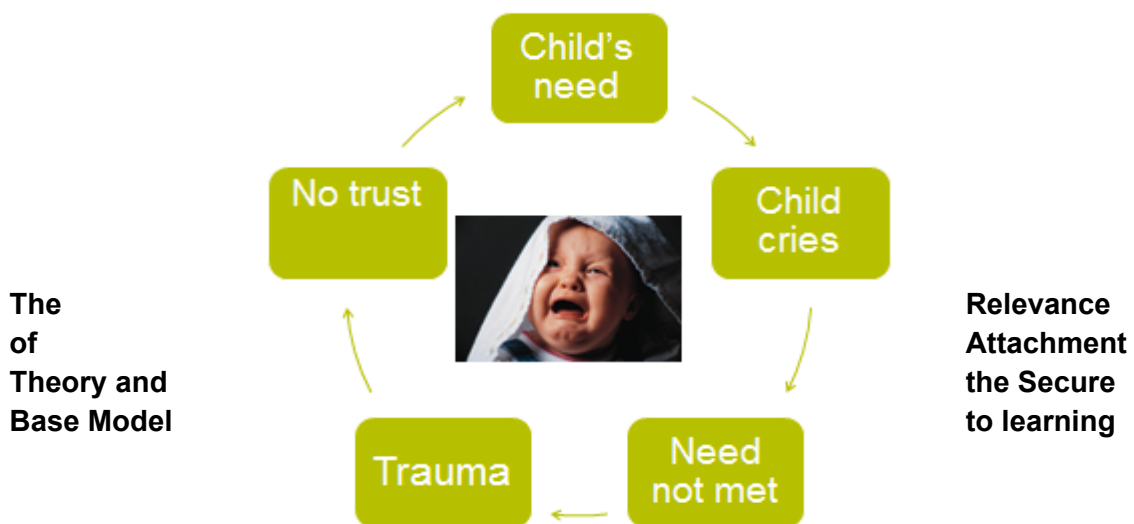 Child's
need
Child
cries
Need
not met
Trauma
No trust
The Relevance
of Attachment
Theory and the Secure
Base Model to learning